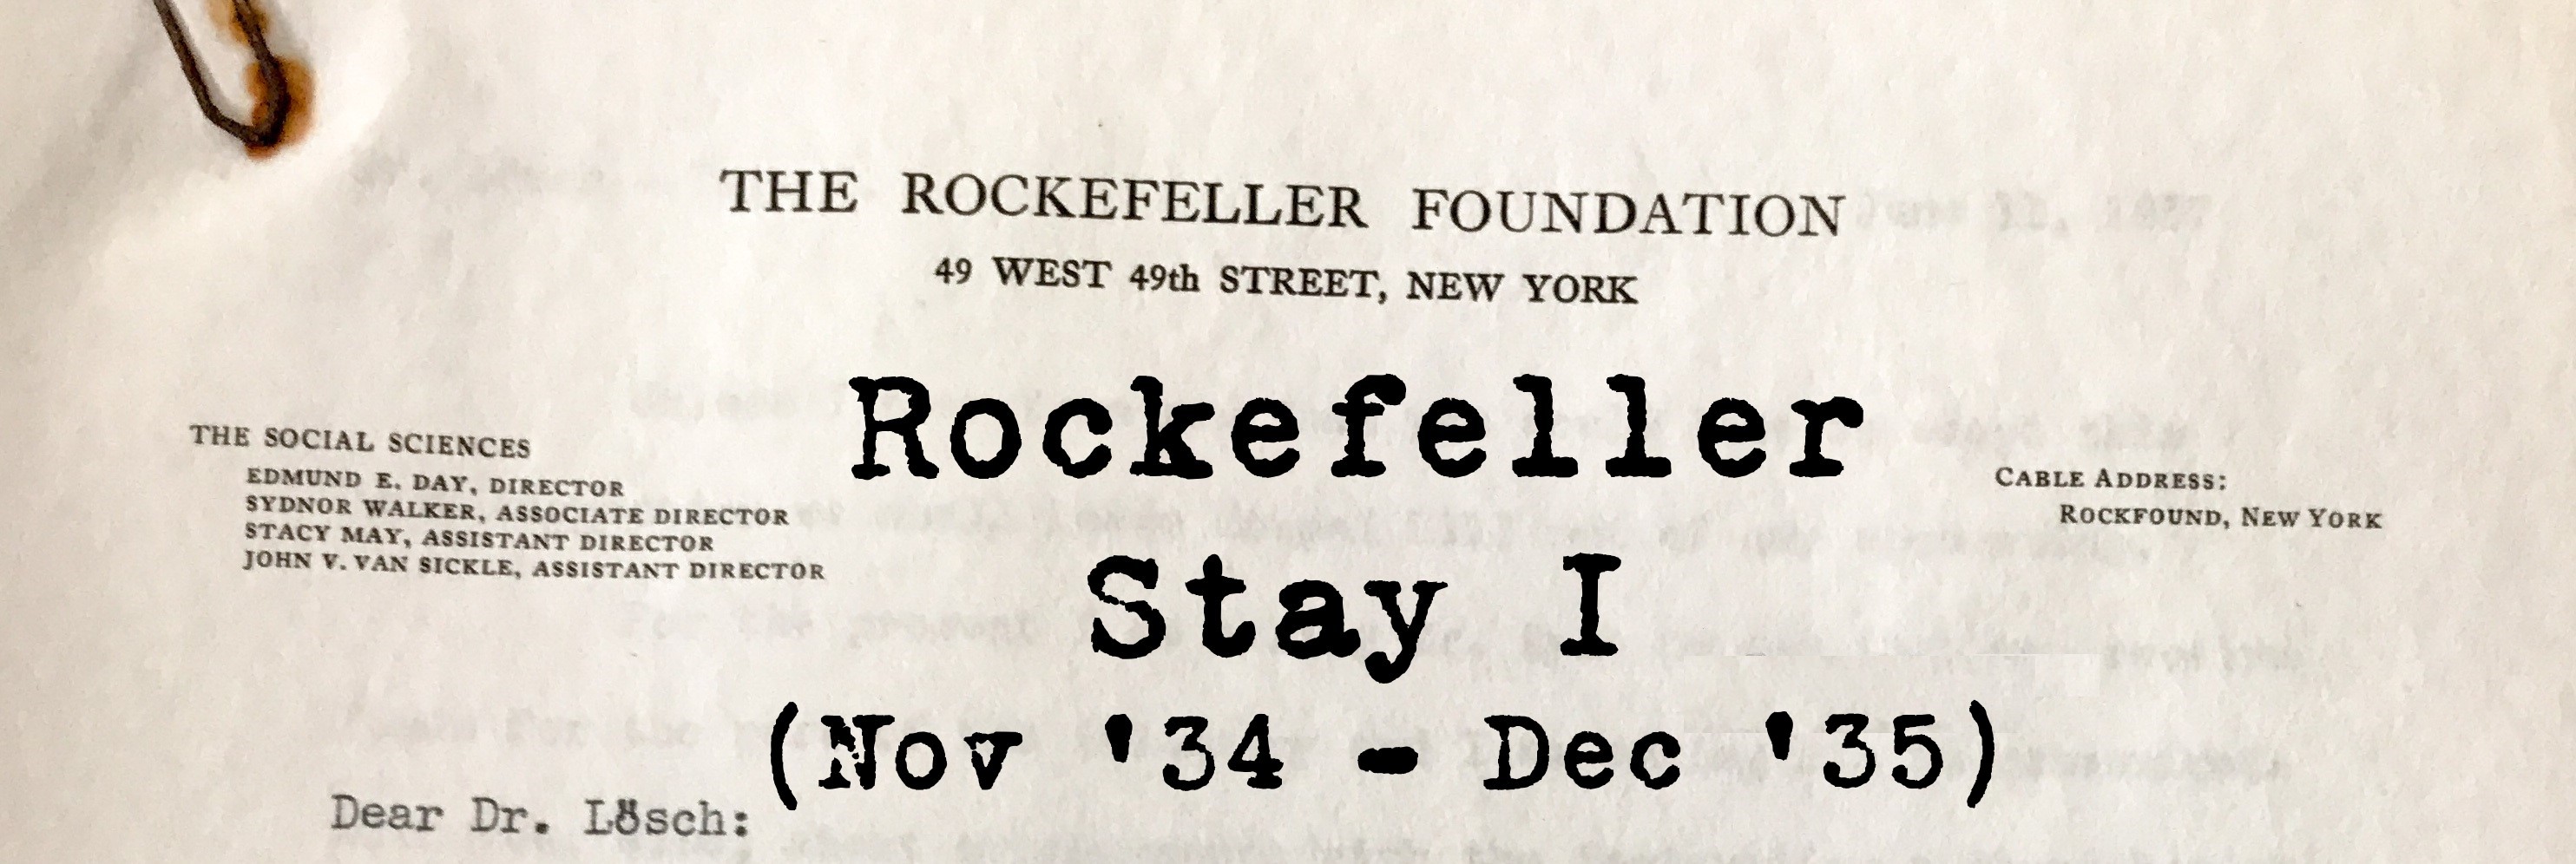 THE ROCKEFELLER FOUNDATION
49 WEST 49th STREET, NEW YORK
Rockefeller
Stay I
(Nov '34 - Dec '35)
THE SOCIAL SCIENCES
EDMUND E. DAY, DIRECTOR
SYDNOR WALKER, ASSOCIATE DIRECTOR
STACY MAY, ASSISTANT DIRECTOR
JOHN V. VAN SICKLE, ASSISTANT DIRECTOR
CABLE ADDRESS:
ROCKFOUND, NEW YORK
Dear Dr. Lösch: